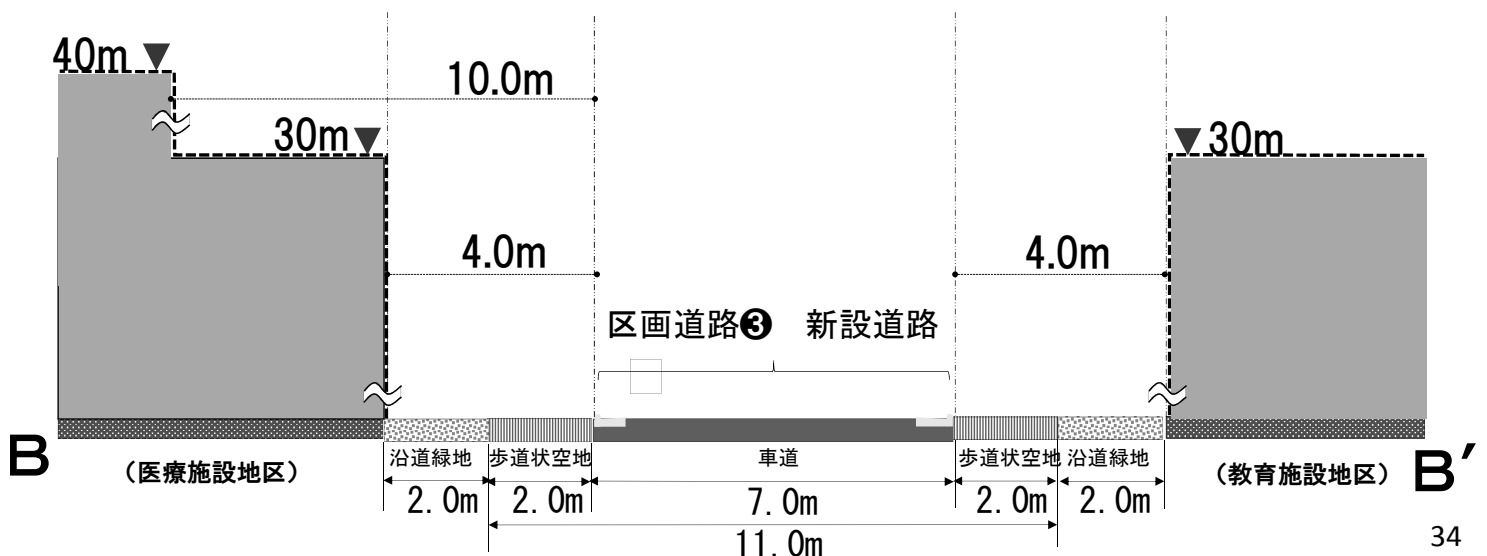 40m▼
10.0m
30m▼
▼30m
4.0m
4.0m
区画道路❸ 新設道路
B
(医療施設地区)
沿道緑地
歩道状空地
車道
歩道状空地
沿道緑地
(教育施設地区)
B′
2.0m
2.0m
7.0m
2.0m
2.0m
11.0m
34